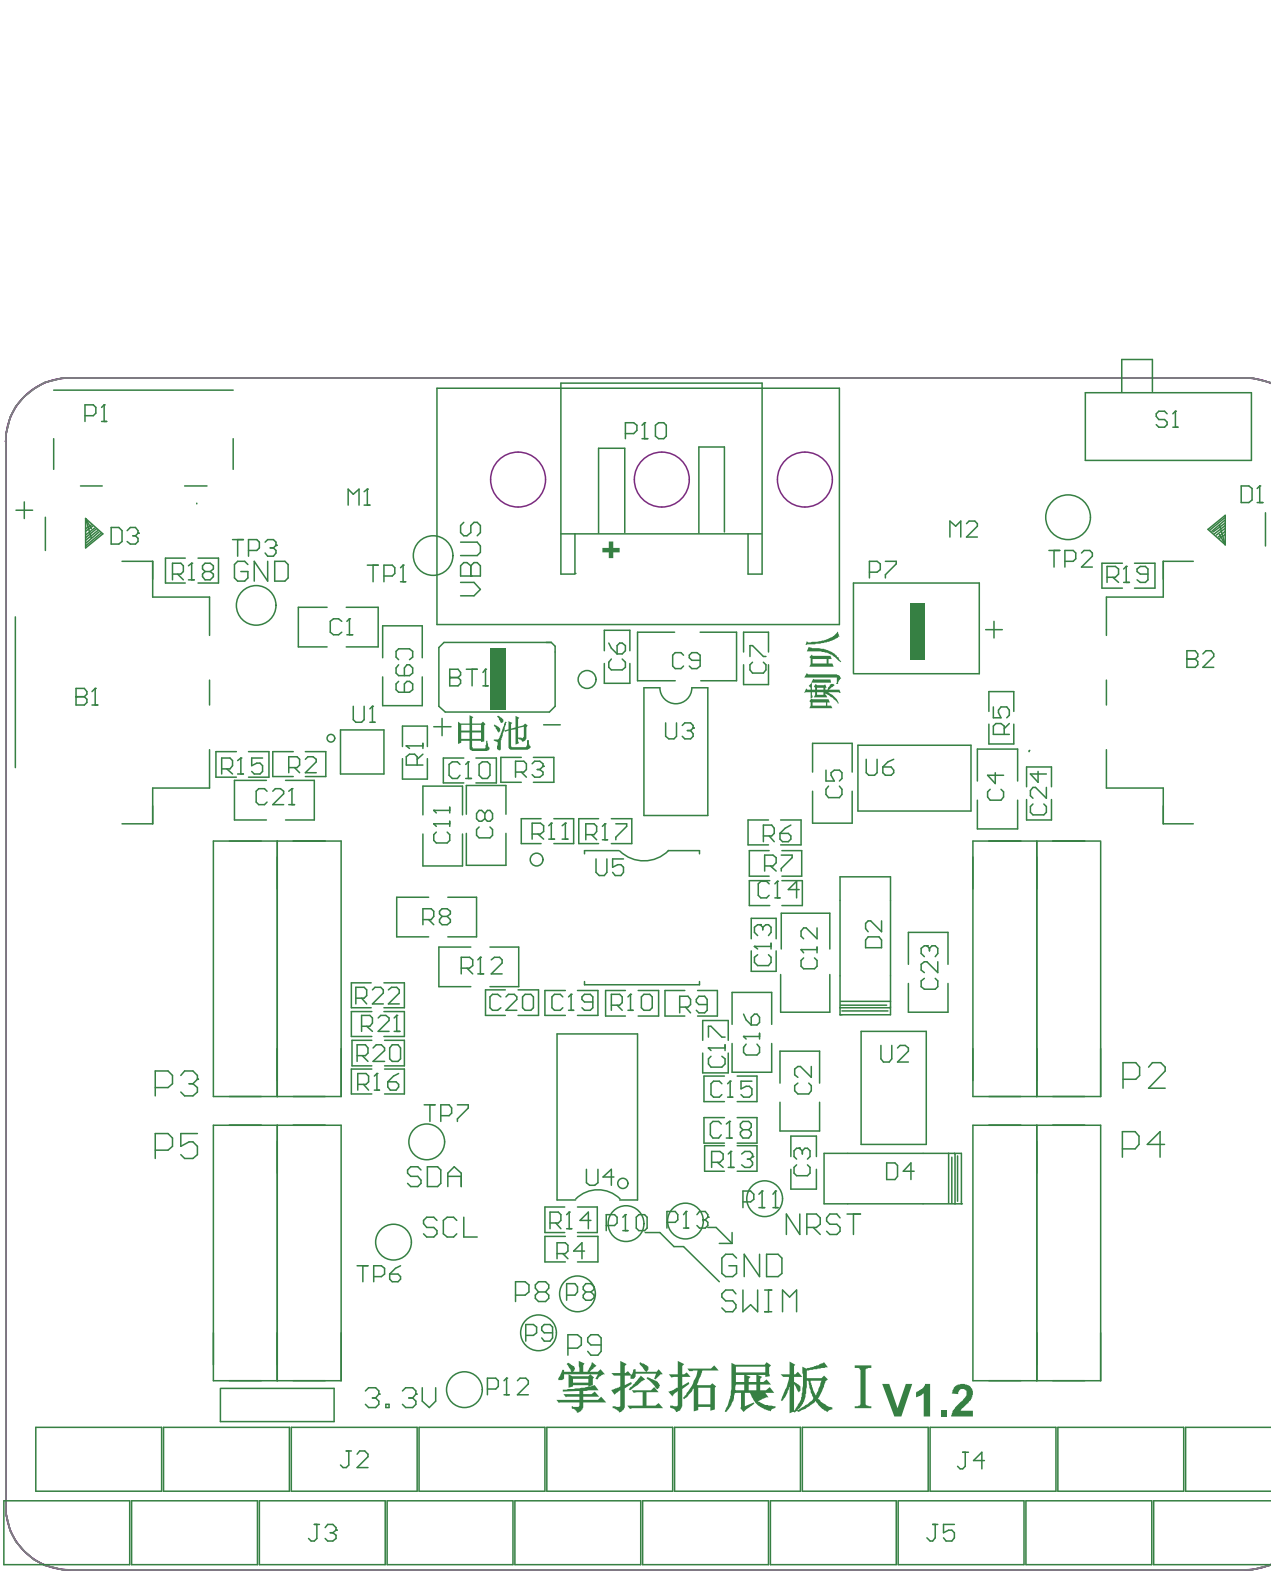 P1
P10
S1
D1
M1
M2
D3
TP3
GND
TP1
VBUS
TP2
P7
R18
R19
C1
C99
C6
C9
C7
喇叭
B1
BT1
B2
U1
电池
U3
R5
R1
R15
R2
C10
R3
U6
C5
C4
C24
C21
C11
C8
R11
R17
R6
U5
R7
C14
R8
C13
C12
D2
R12
C23
R22
C20
C19
R10
R9
R21
C17
C16
R20
U2
R16
P3
P2
C15
C2
TP7
C18
P5
P4
R13
C3
SDA
U4
D4
SCL
R14
P10
P13
P11
NRST
R4
GND
TP6
P8
P8
SWIM
P9
P9
3.3V
P12
掌控拓展板 I V1.2
J2
J4
J3
J5